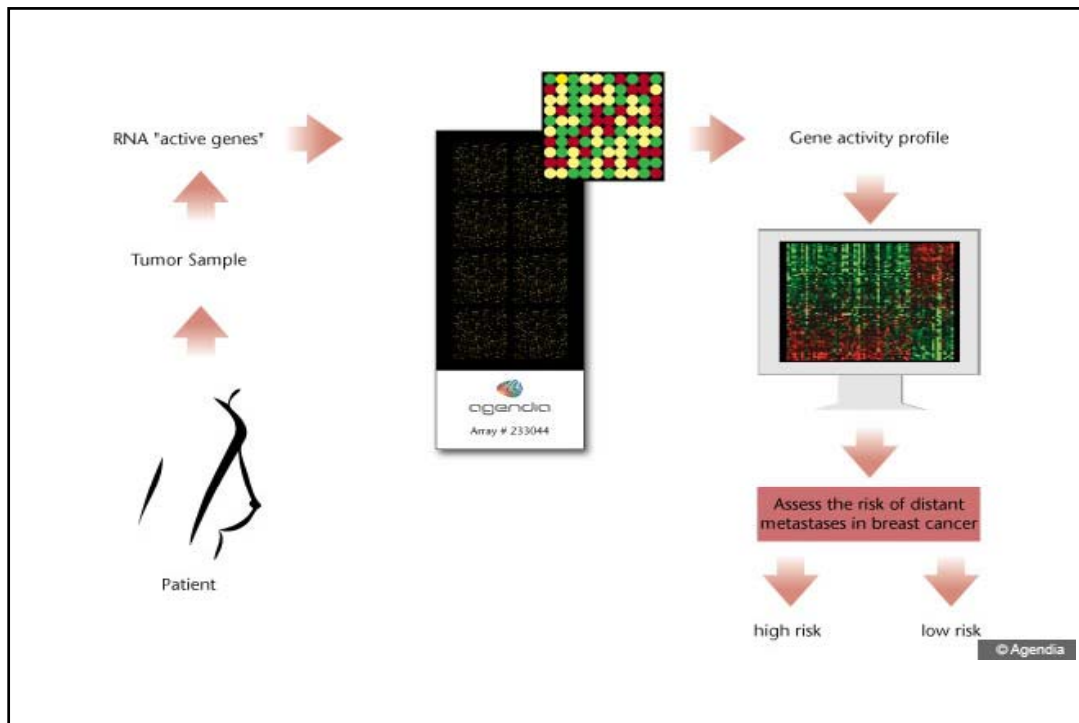 RNA "active genes"
Gene activity profile
Tumor Sample
agendia
Array # 233044
Assess the risk of distant
metastases in breast cancer
Patient
high risk
low risk
© Agendia